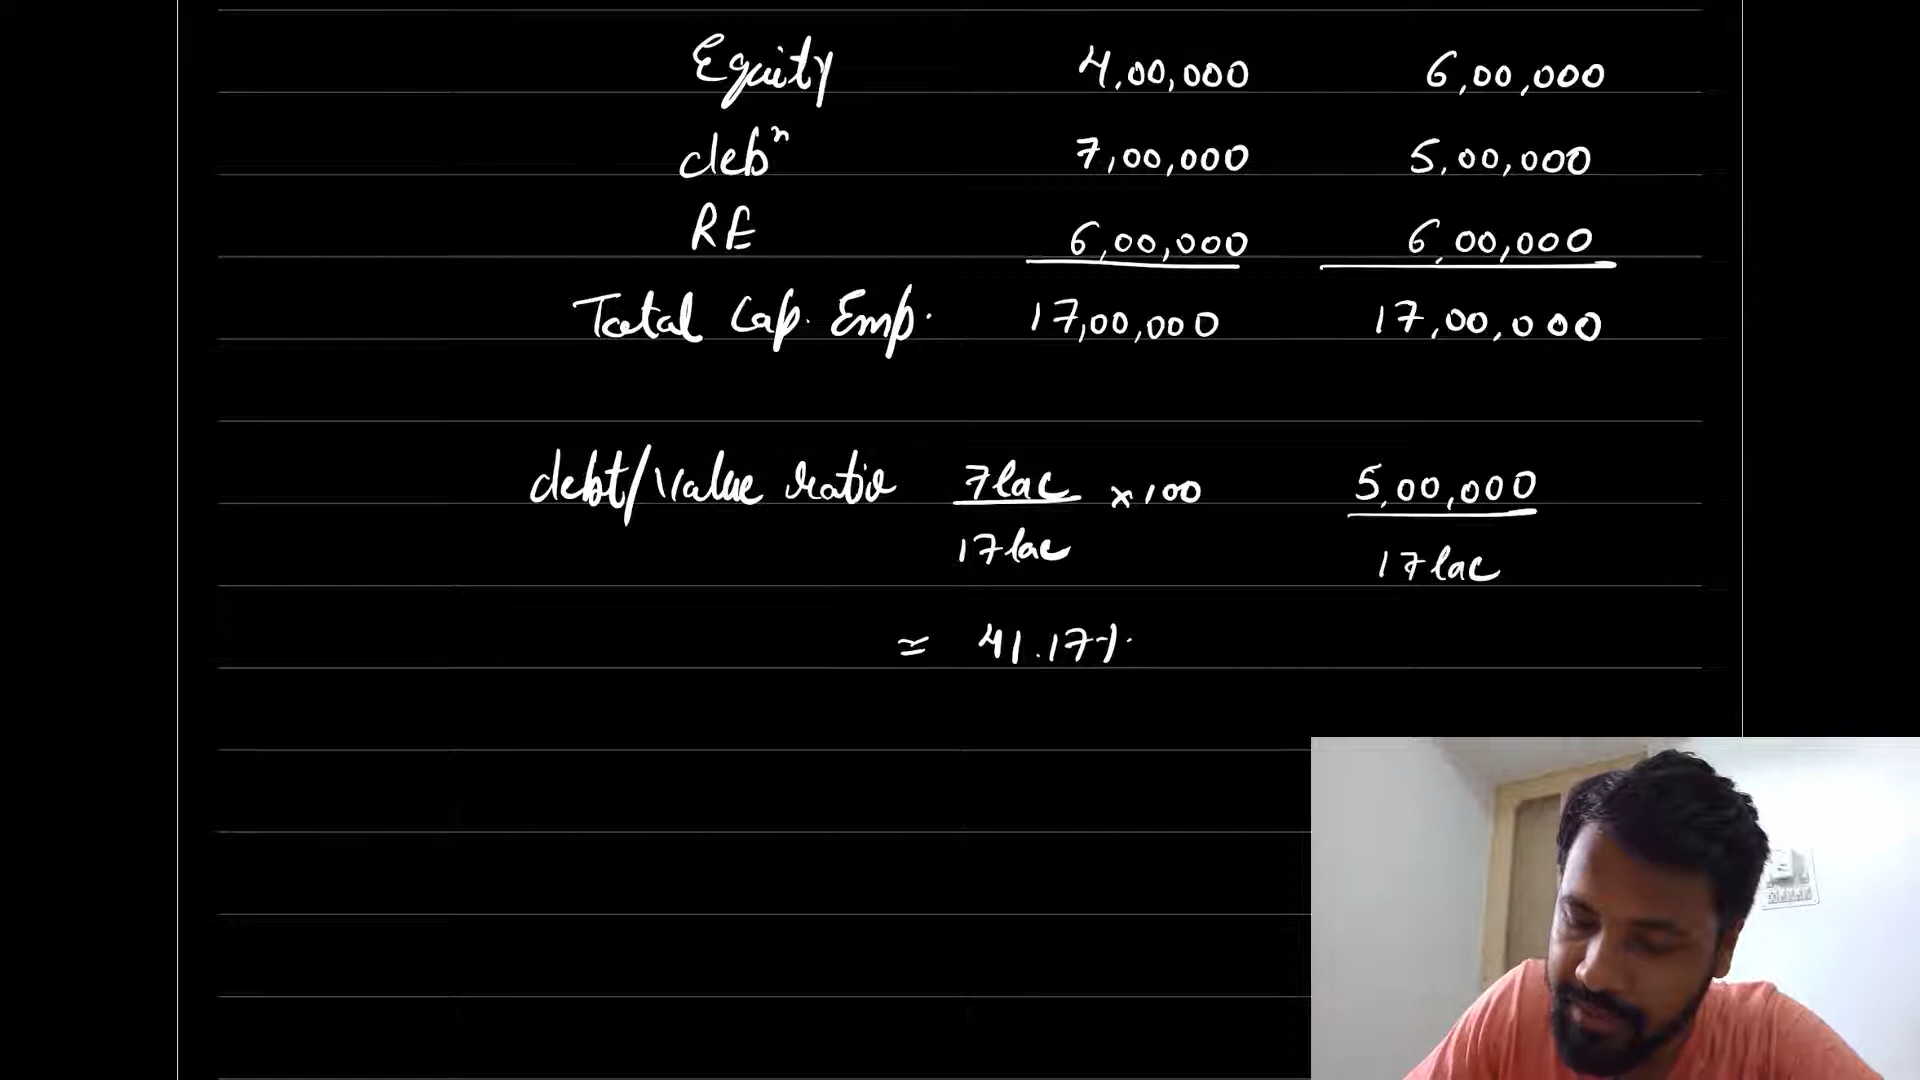 Equity 4,00,000 6,00,000
debⁿ 7,00,000 5,00,000
RE 6,00,000 6,00,000
Total Cap. Emp. 17,00,000 17,00,000
debt/value ratio 7lac x100 5,00,000
17lac 17lac
≃ 41.17%